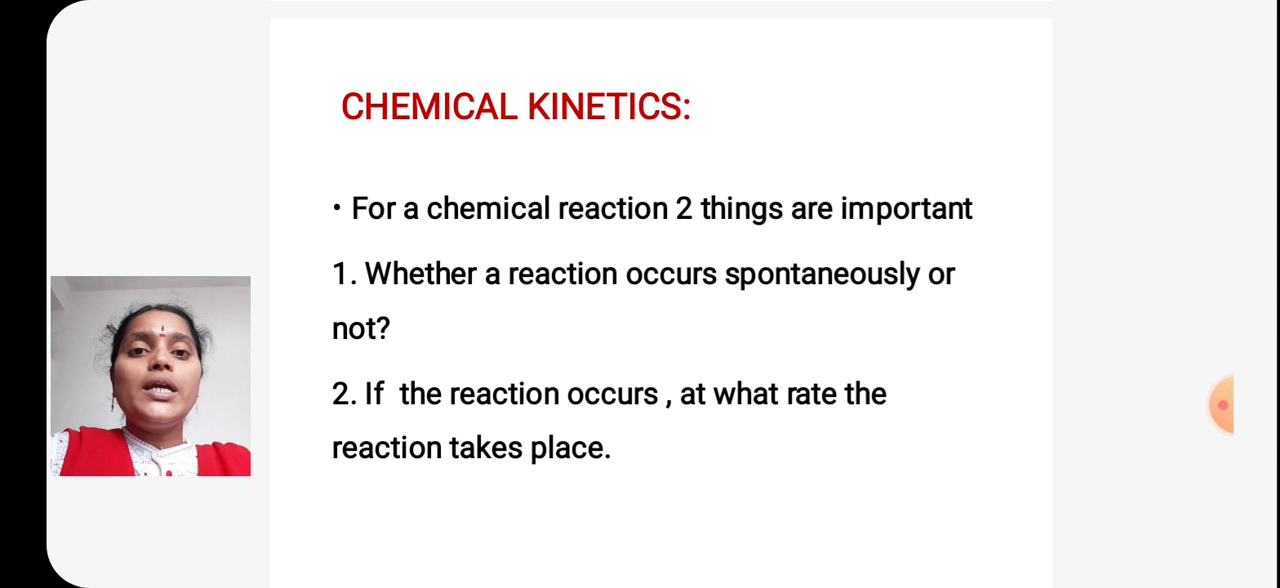 CHEMICAL KINETICS:
• For a chemical reaction 2 things are important
1. Whether a reaction occurs spontaneously or
not?
2. If  the reaction occurs , at what rate the
reaction takes place.